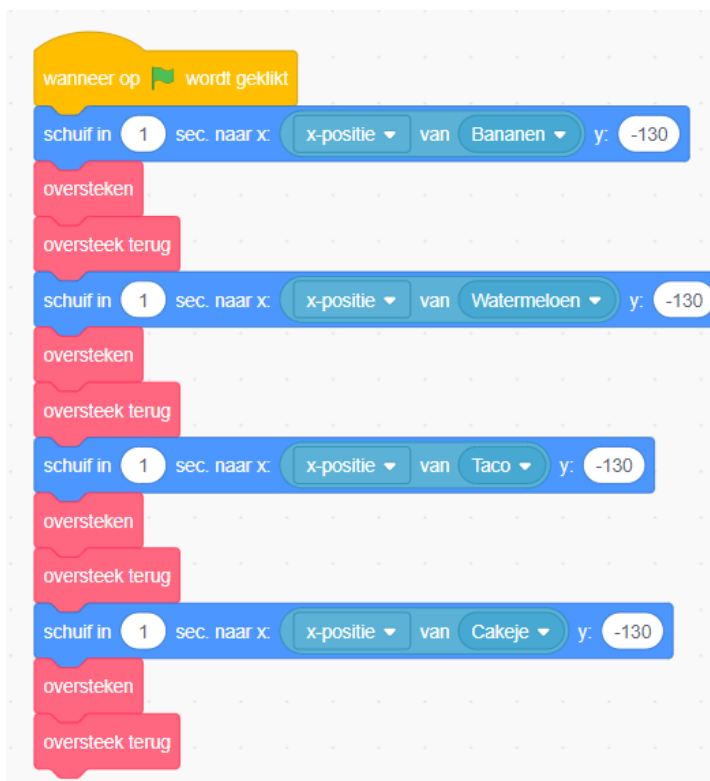 wanneer op wordt geklikt
schuif in 1 sec. naar x: x-positie van Bananen y: -130
oversteken
oversteek terug
schuif in 1 sec. naar x: x-positie van Watermeloen y: -130
oversteken
oversteek terug
schuif in 1 sec. naar x: x-positie van Taco y: -130
oversteken
oversteek terug
schuif in 1 sec. naar x: x-positie van Cakeje y: -130
oversteken
oversteek terug